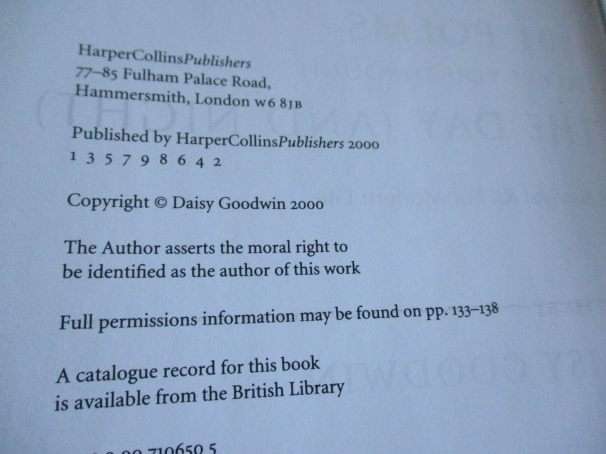 HarperCollinsPublishers
77–85 Fulham Palace Road,
Hammersmith, London W6 8JB
Published by HarperCollinsPublishers 2000
1 3 5 7 9 8 6 4 2
Copyright © Daisy Goodwin 2000
The Author asserts the moral right to
be identified as the author of this work
Full permissions information may be found on pp. 133–138
A catalogue record for this book
is available from the British Library
710650 5